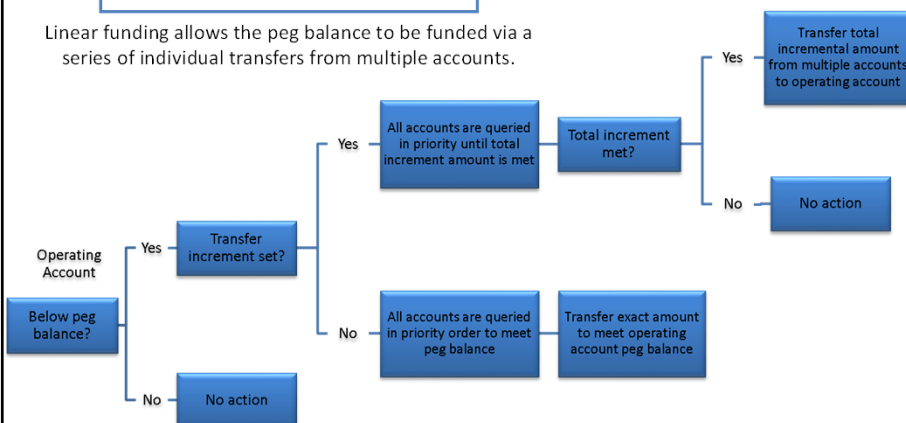 Linear funding allows the peg balance to be funded via a
series of individual transfers from multiple accounts.
Transfer total
incremental amount
from multiple accounts
to operating account
Yes
All accounts are queried
in priority until total
increment amount is met
Yes
Total increment
met?
No
No action
Operating
Account
Yes
Transfer
increment set?
Below peg
balance?
No
All accounts are queried
in priority order to meet
peg balance
Transfer exact amount
to meet operating
account peg balance
No
No action